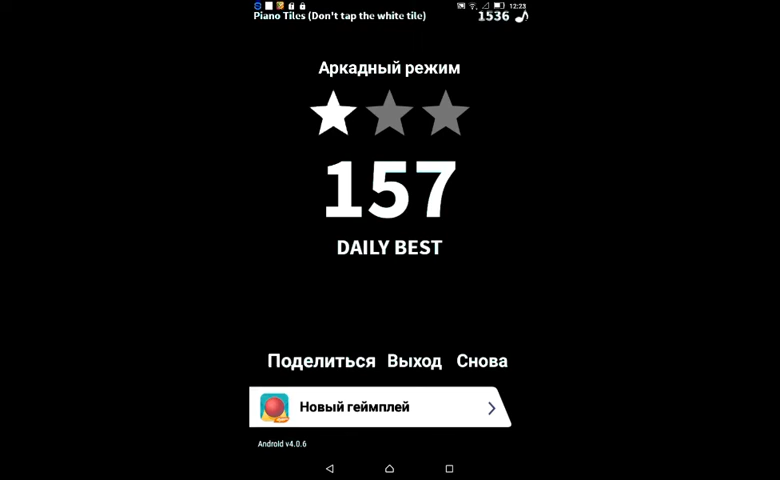 12:23
Piano Tiles (Don't tap the white tile) 1536
Аркадный режим
157
DAILY BEST
Поделиться Выход Снова
Новый геймплей
Android v4.0.6